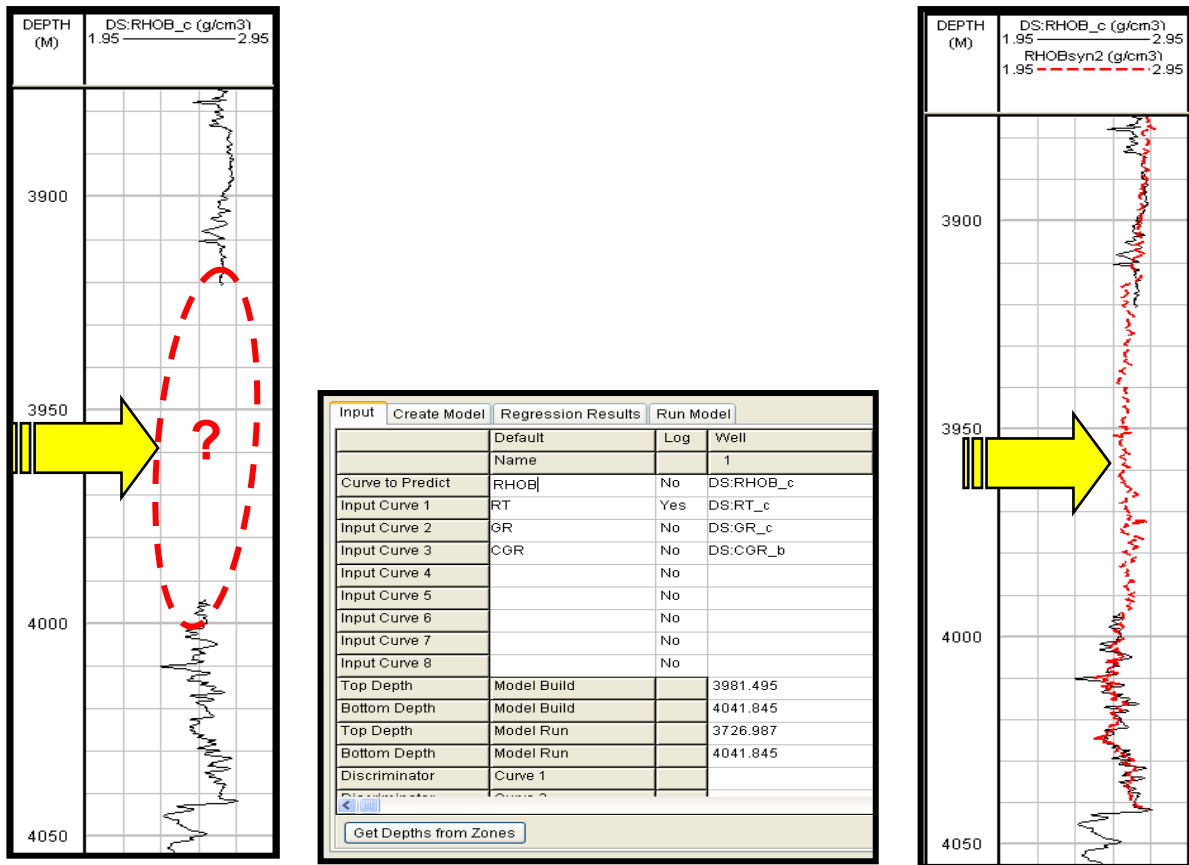 DEPTH DS:RHOB_c (g/cm3)
(M) 1.95 2.95
3900
3950
?
4000
4050
Input Create Model Regression Results Run Model
Default Log Well
Name 1
Curve to Predict RHOB No DS:RHOB_c
Input Curve 1 RT Yes DS:RT_c
Input Curve 2 GR No DS:GR_c
Input Curve 3 CGR No DS:CGR_b
Input Curve 4 No
Input Curve 5 No
Input Curve 6 No
Input Curve 7 No
Input Curve 8 No
Top Depth Model Build 3981.495
Bottom Depth Model Build 4041.845
Top Depth Model Run 3726.987
Bottom Depth Model Run 4041.845
Discriminator Curve 1
Get Depths from Zones
DEPTH DS:RHOB_c (g/cm3)
(M) 1.95 2.95
RHOBsyn2 (g/cm3)
1.95 2.95
3900
3950
4000
4050